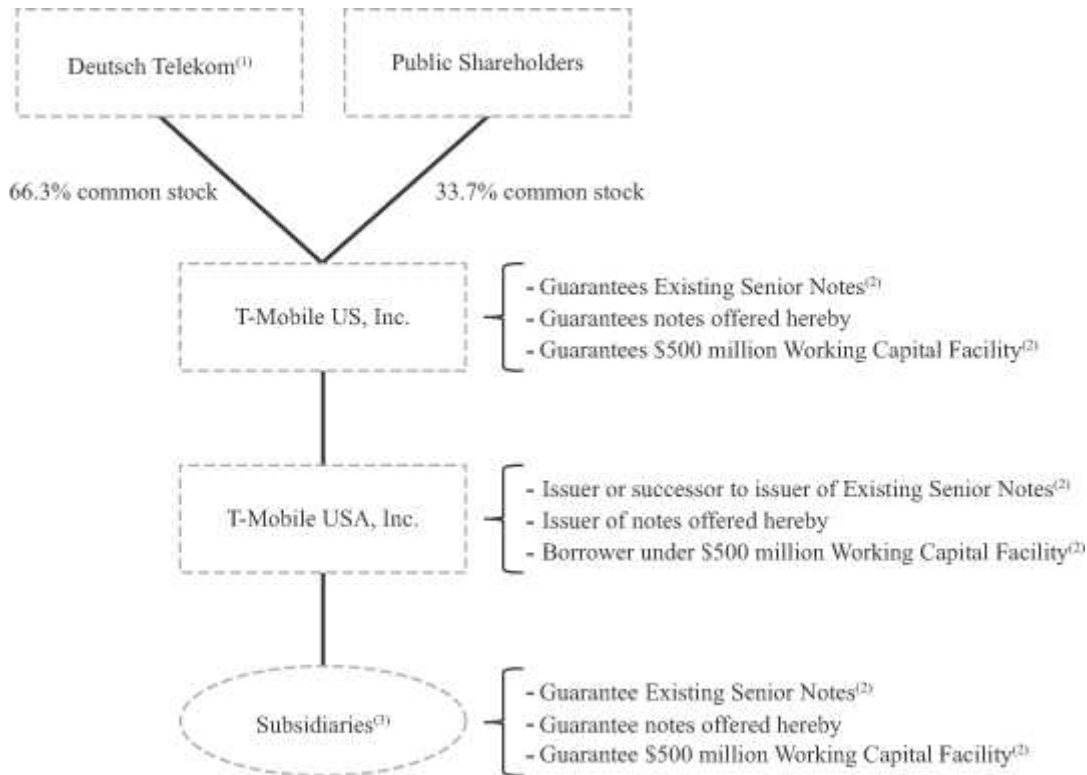 Deutsch Telekom(1)
Public Shareholders
66.3% common stock
33.7% common stock
T-Mobile US, Inc.
- Guarantees Existing Senior Notes(2)
- Guarantees notes offered hereby
- Guarantees $500 million Working Capital Facility(2)
T-Mobile USA, Inc.
- Issuer or successor to issuer of Existing Senior Notes(2)
- Issuer of notes offered hereby
- Borrower under $500 million Working Capital Facility(2)
Subsidiaries(3)
- Guarantee Existing Senior Notes(2)
- Guarantee notes offered hereby
- Guarantee $500 million Working Capital Facility(2)